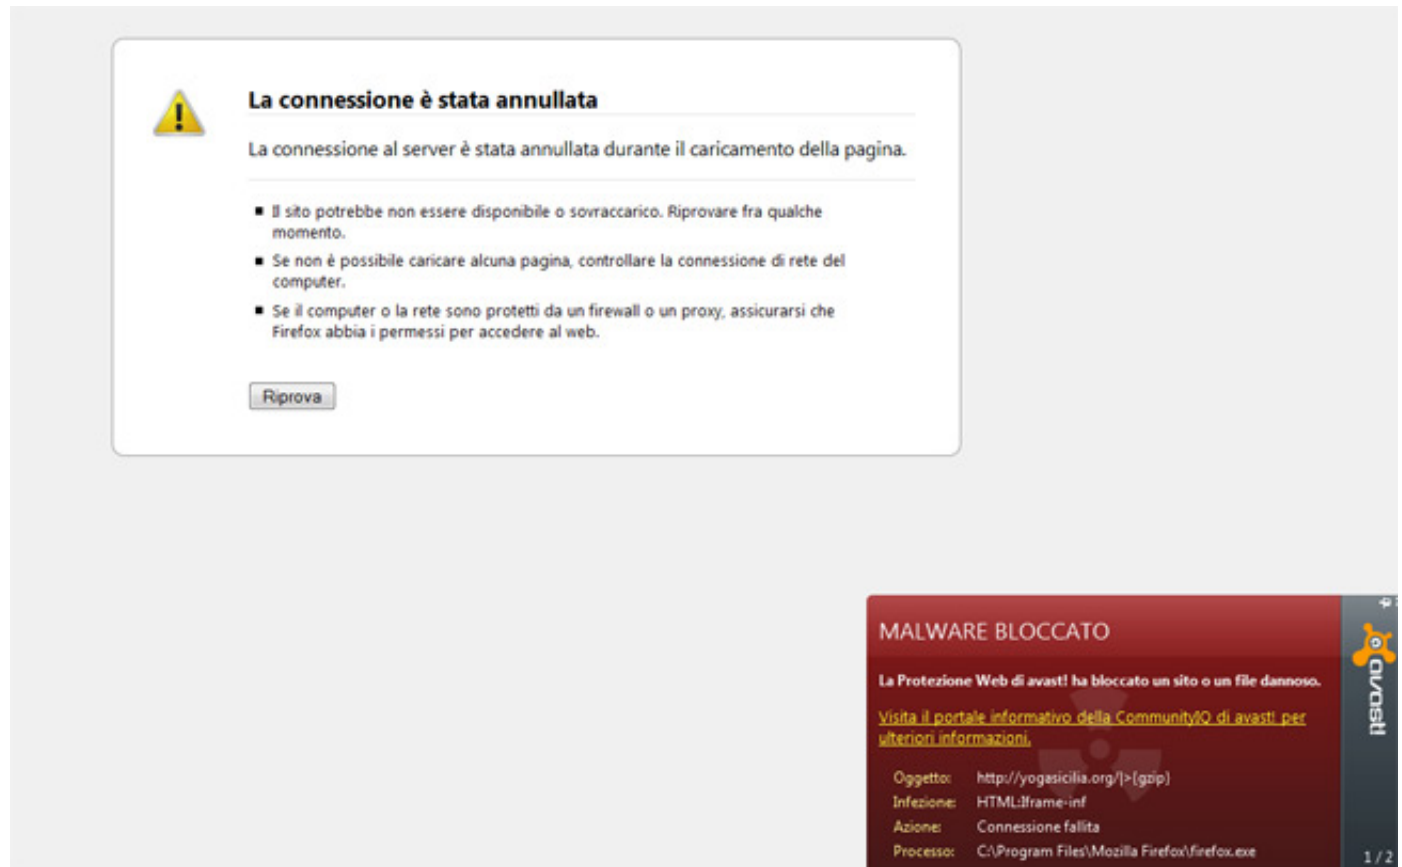 La connessione è stata annullata
La connessione al server è stata annullata durante il caricamento della pagina.
Il sito potrebbe non essere disponibile o sovraccarico. Riprovare fra qualche
momento.
Se non è possibile caricare alcuna pagina, controllare la connessione di rete del
computer.
Se il computer o la rete sono protetti da un firewall o un proxy, assicurarsi che
Firefox abbia i permessi per accedere al web.
Riprova
MALWARE BLOCCATO
La Protezione Web di avast! ha bloccato un sito o un file dannoso.
Visita il portale informativo della CommunityIQ di avast! per
ulteriori informazioni.
Oggetto: http://yogasicilia.org/|>{gzip}
Infezione: HTML:Iframe-inf
Azione: Connessione fallita
Processo: C:\Program Files\Mozilla Firefox\firefox.exe
avast!
1 / 2